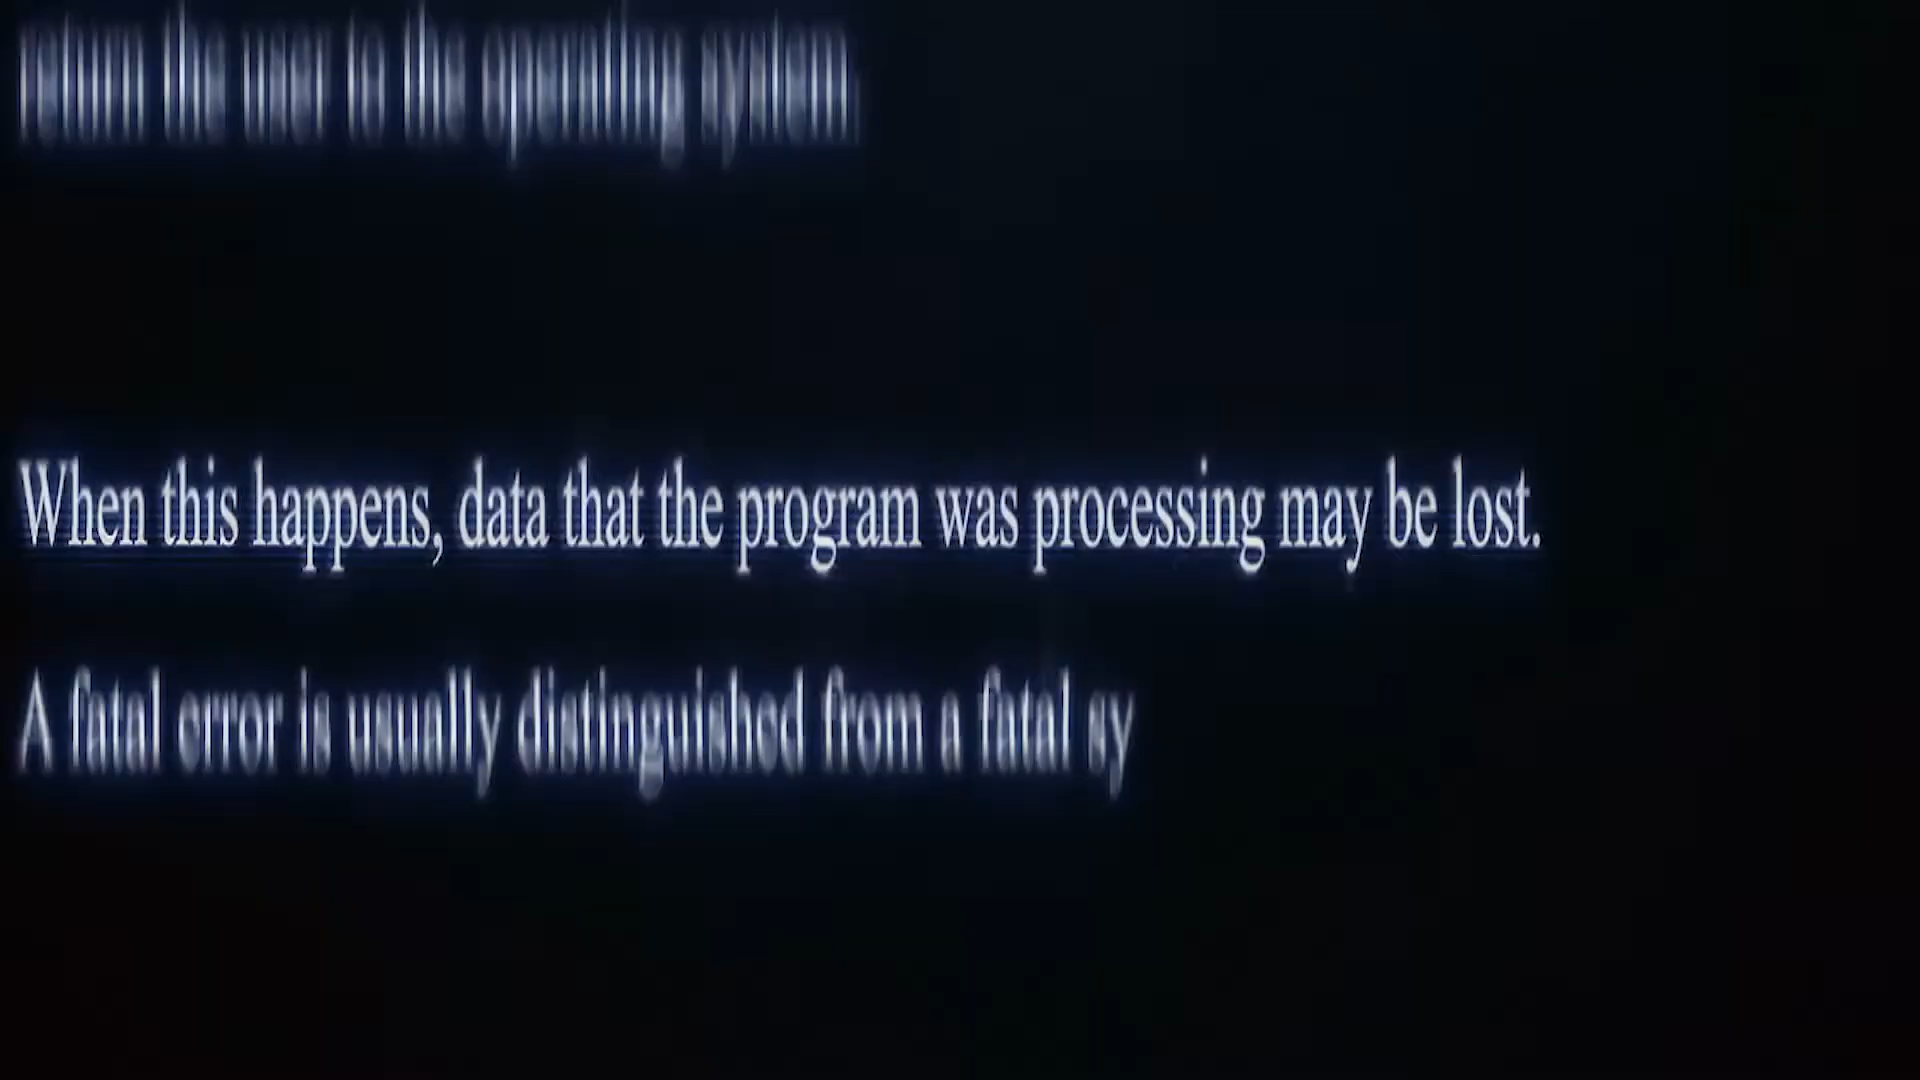 return the user to the operating system.
When this happens, data that the program was processing may be lost.
A fatal error is usually distinguished from a fatal sy